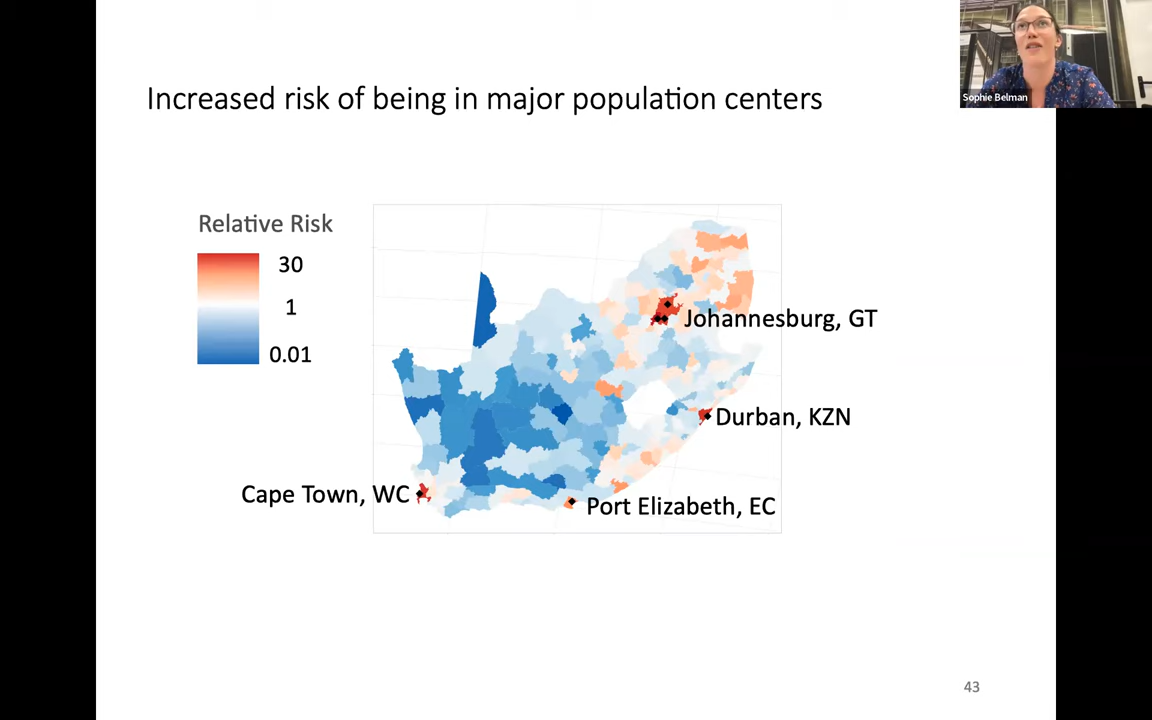 Sophie Belman
Increased risk of being in major population centers
Relative Risk
30
1
0.01
Johannesburg, GT
Durban, KZN
Cape Town, WC
Port Elizabeth, EC
43